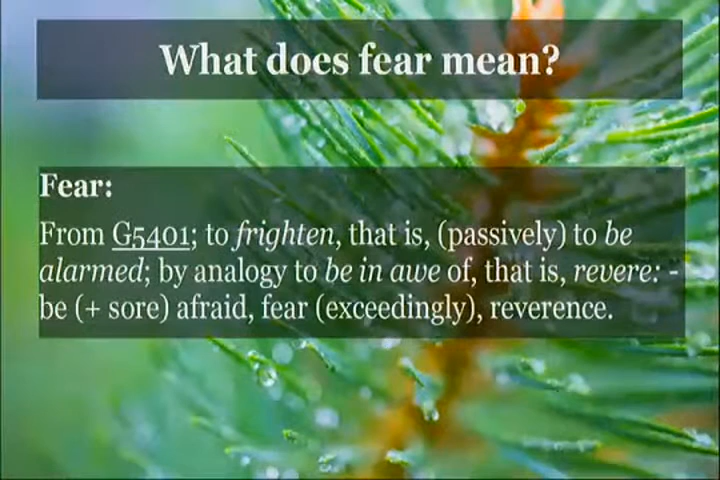 What does fear mean?
Fear:
From G5401; to frighten, that is, (passively) to be
alarmed; by analogy to be in awe of, that is, revere: -
be (+ sore) afraid, fear (exceedingly), reverence.